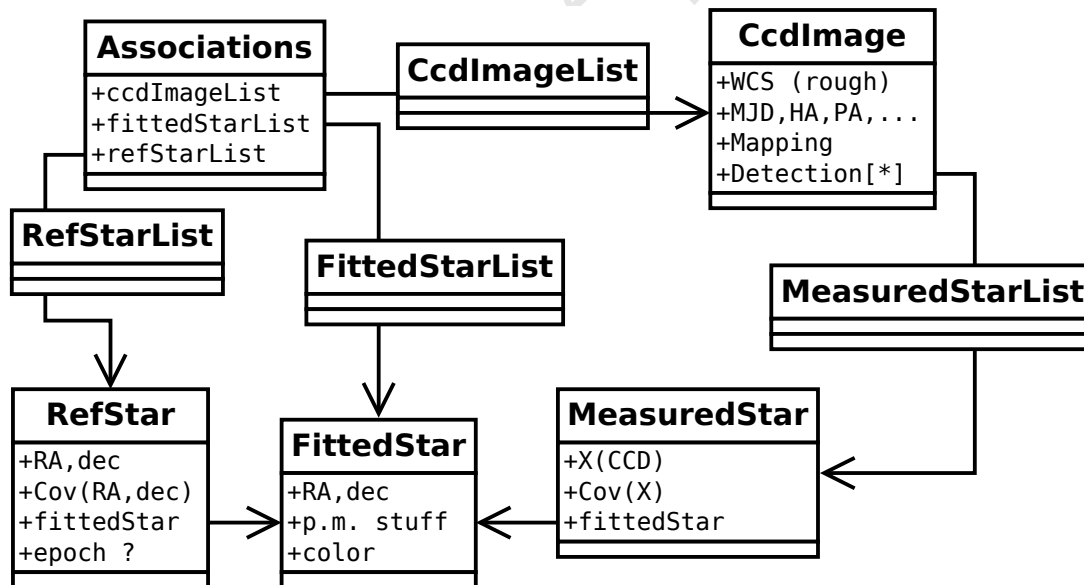 Associations
+ccdImageList
+fittedStarList
+refStarList
CcdImageList
CcdImage
+WCS (rough)
+MJD,HA,PA,...
+Mapping
+Detection[*]
RefStarList
FittedStarList
MeasuredStarList
RefStar
+RA,dec
+Cov(RA,dec)
+fittedStar
+epoch ?
FittedStar
+RA,dec
+p.m. stuff
+color
MeasuredStar
+X(CCD)
+Cov(X)
+fittedStar